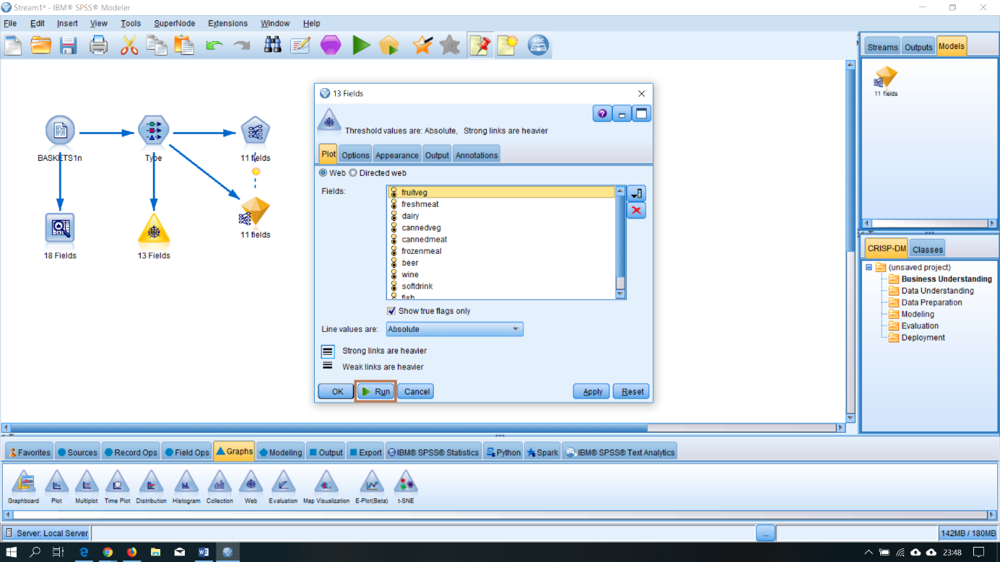 Stream1* - IBM® SPSS® Modeler
File Edit Insert View Tools SuperNode Extensions Window Help
abc
Streams Outputs Models
11 fields
BASKETS1n
Type
11 fields
18 Fields
13 Fields
11 fields
13 Fields
Threshold values are: Absolute, Strong links are heavier
Plot Options Appearance Output Annotations
Web Directed web
Fields:
fruitveg
freshmeat
dairy
cannedveg
cannedmeat
frozenmeal
beer
wine
softdrink
fish
Show true flags only
Line values are: Absolute
Strong links are heavier
Weak links are heavier
OK Run Cancel Apply Reset
CRISP-DM Classes
(unsaved project)
Business Understanding
Data Understanding
Data Preparation
Modeling
Evaluation
Deployment
Favorites Sources Record Ops Field Ops Graphs Modeling Output Export IBM® SPSS® Statistics Python Spark IBM® SPSS® Text Analytics
Graphboard Plot Multiplot Time Plot Distribution Histogram Collection Web Evaluation Map Visualization E-Plot(Beta) t-SNE
Server: Local Server ... 142MB / 180MB
23:48